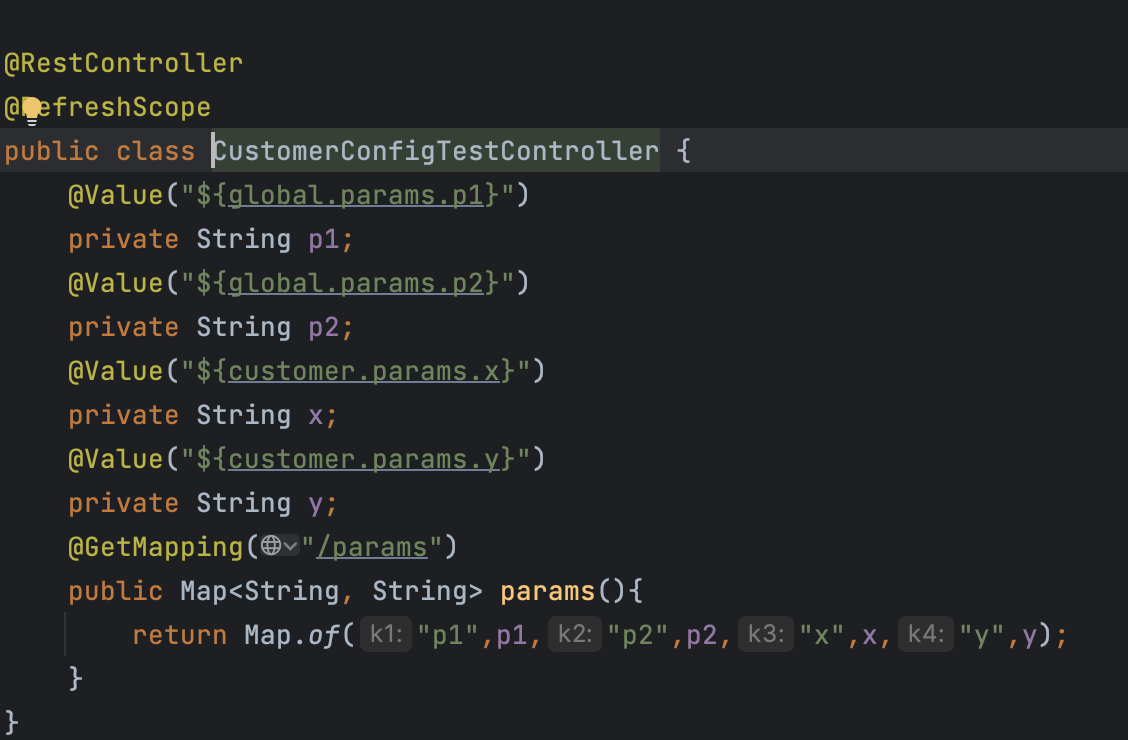 @RestController
@RefreshScope
public class CustomerConfigTestController {
    @Value("${global.params.p1}")
    private String p1;
    @Value("${global.params.p2}")
    private String p2;
    @Value("${customer.params.x}")
    private String x;
    @Value("${customer.params.y}")
    private String y;
    @GetMapping("/params")
    public Map<String, String> params(){
        return Map.of( k1: "p1",p1, k2: "p2",p2, k3: "x",x, k4: "y",y);
    }
}